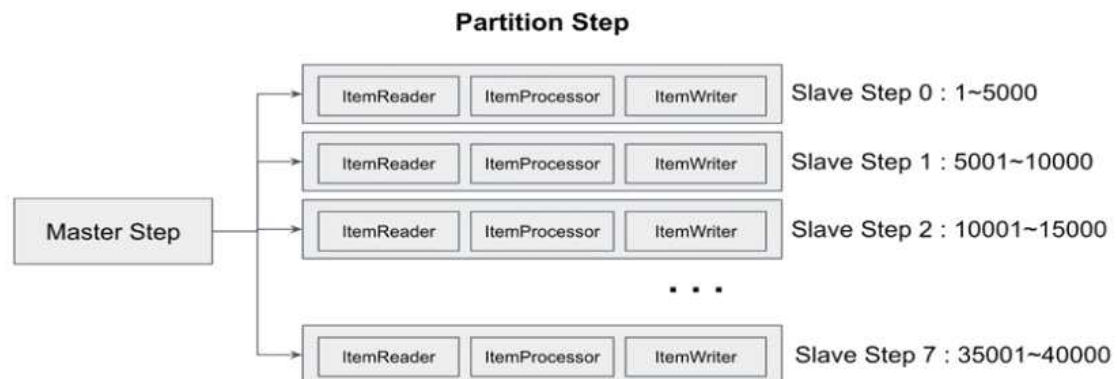 Partition Step
ItemReader ItemProcessor ItemWriter Slave Step 0 : 1~5000
ItemReader ItemProcessor ItemWriter Slave Step 1 : 5001~10000
Master Step
ItemReader ItemProcessor ItemWriter Slave Step 2 : 10001~15000
. . .
ItemReader ItemProcessor ItemWriter Slave Step 7 : 35001~40000